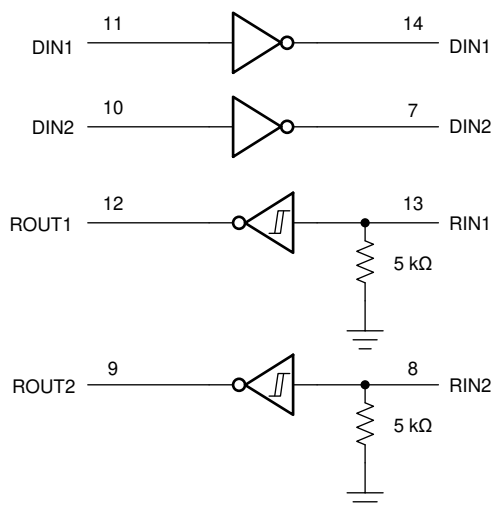 DIN1 11 14 DIN1
DIN2 10 7 DIN2
ROUT1 12 13 RIN1
5 kΩ
ROUT2 9 8 RIN2
5 kΩ